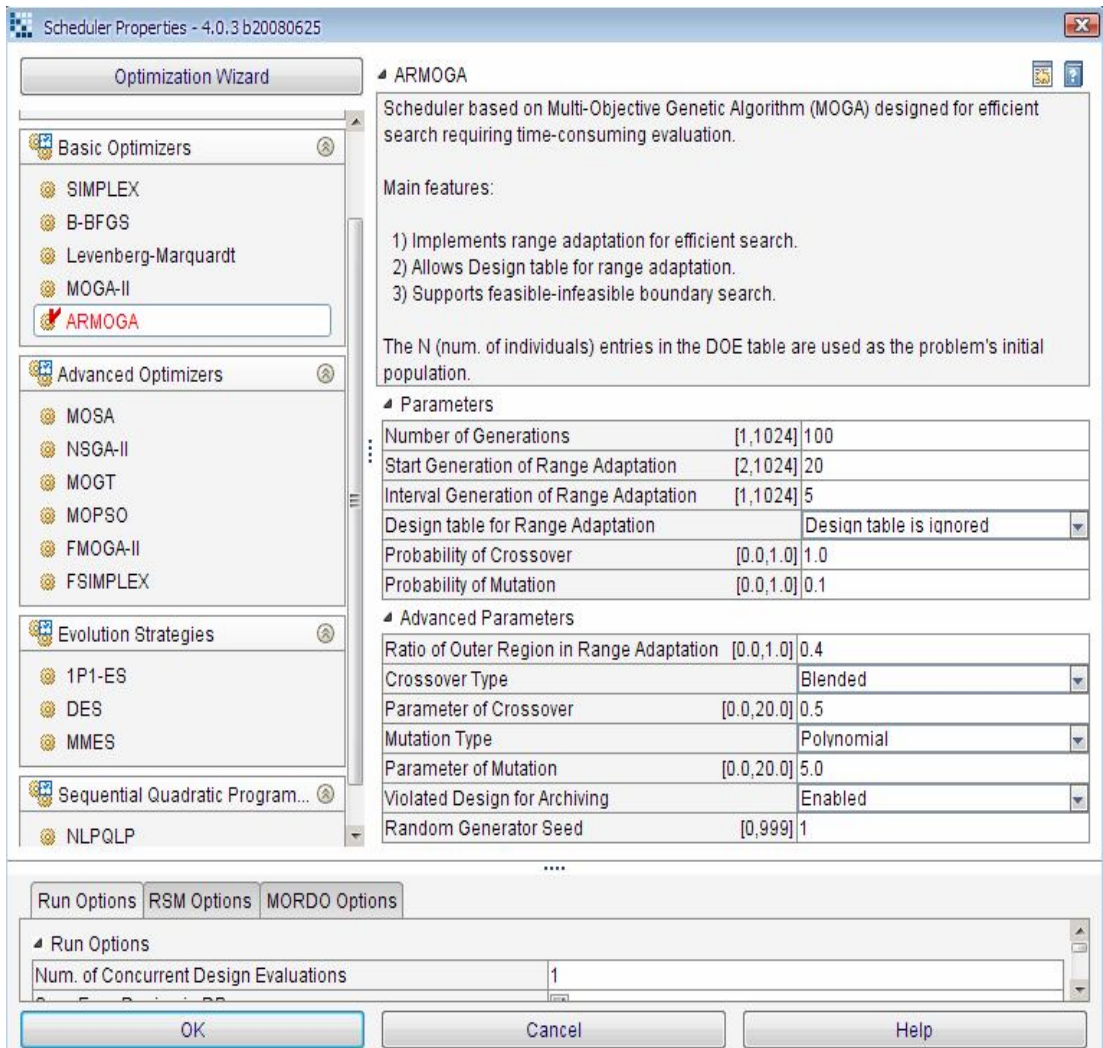 Scheduler Properties - 4.0.3 b20080625
Optimization Wizard
Basic Optimizers
SIMPLEX
B-BFGS
Levenberg-Marquardt
MOGA-II
ARMOGA
Advanced Optimizers
MOSA
NSGA-II
MOGT
MOPSO
FMOGA-II
FSIMPLEX
Evolution Strategies
1P1-ES
DES
MMES
Sequential Quadratic Program...
NLPQLP
ARMOGA
Scheduler based on Multi-Objective Genetic Algorithm (MOGA) designed for efficient
search requiring time-consuming evaluation.
Main features:
1) Implements range adaptation for efficient search.
2) Allows Design table for range adaptation.
3) Supports feasible-infeasible boundary search.
The N (num. of individuals) entries in the DOE table are used as the problem's initial
population.
Parameters
Number of Generations [1,1024] 100
Start Generation of Range Adaptation [2,1024] 20
Interval Generation of Range Adaptation [1,1024] 5
Design table for Range Adaptation Design table is ignored
Probability of Crossover [0.0,1.0] 1.0
Probability of Mutation [0.0,1.0] 0.1
Advanced Parameters
Ratio of Outer Region in Range Adaptation [0.0,1.0] 0.4
Crossover Type Blended
Parameter of Crossover [0.0,20.0] 0.5
Mutation Type Polynomial
Parameter of Mutation [0.0,20.0] 5.0
Violated Design for Archiving Enabled
Random Generator Seed [0,999] 1
Run Options RSM Options MORDO Options
Run Options
Num. of Concurrent Design Evaluations 1
OK Cancel Help